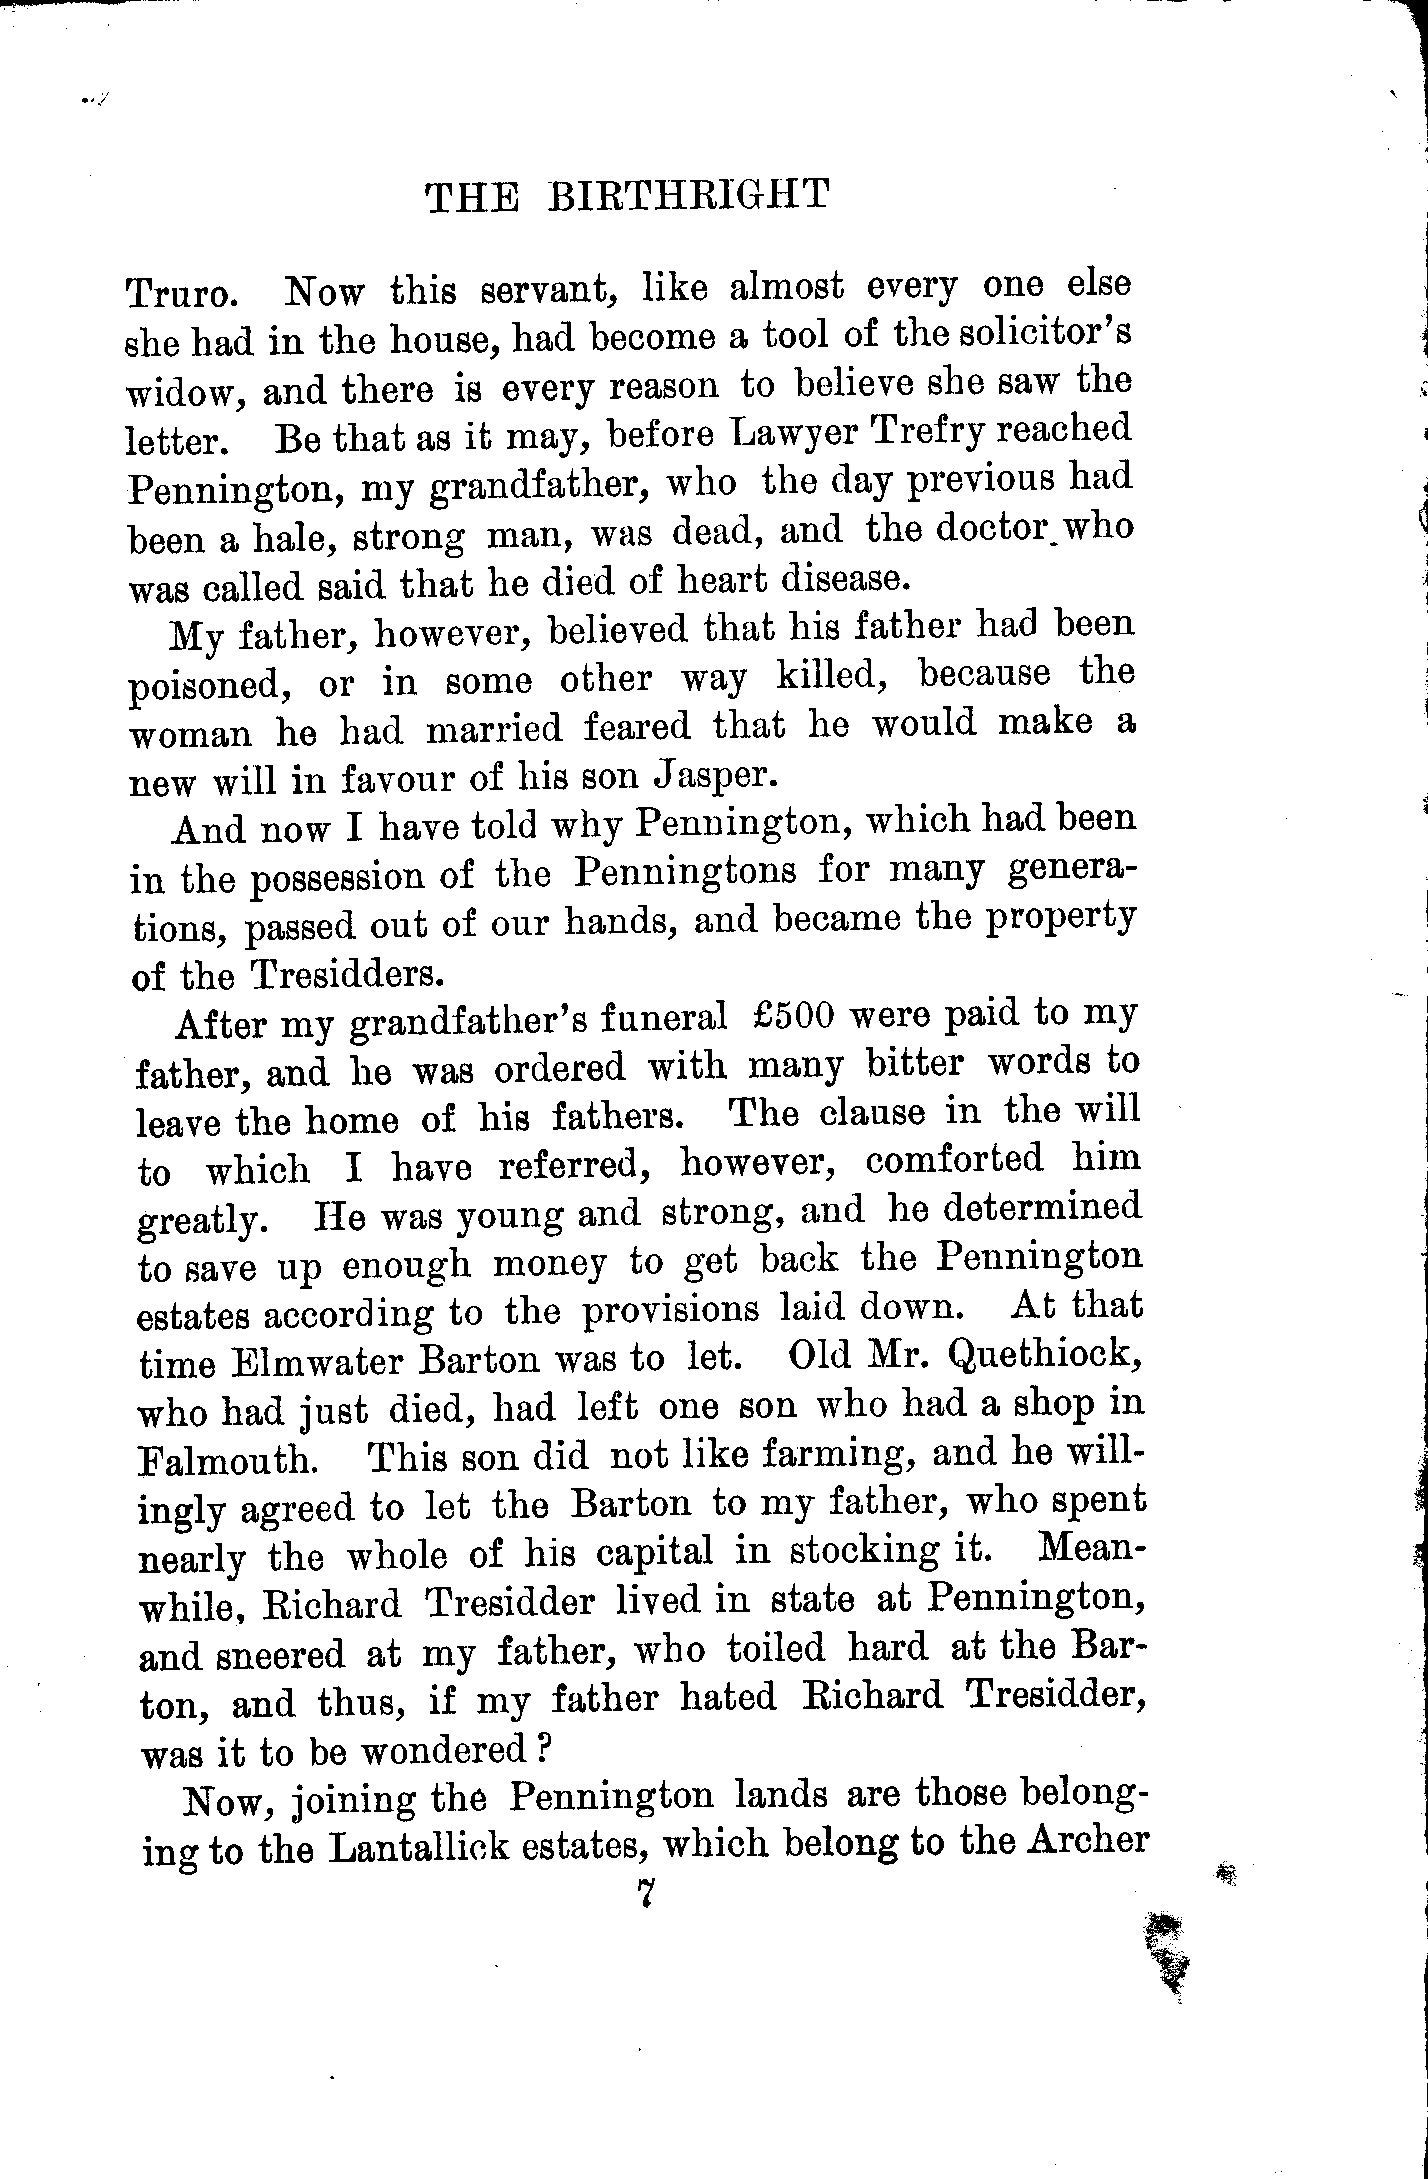 THE BIRTHRIGHT
Truro. Now this servant, like almost every one else
she had in the house, had become a tool of the solicitor's
widow, and there is every reason to believe she saw the
letter. Be that as it may, before Lawyer Trefry reached
Pennington, my grandfather, who the day previous had
been a hale, strong man, was dead, and the doctor who
was called said that he died of heart disease.
My father, however, believed that his father had been
poisoned, or in some other way killed, because the
woman he had married feared that he would make a
new will in favour of his son Jasper.
And now I have told why Pennington, which had been
in the possession of the Penningtons for many genera-
tions, passed out of our hands, and became the property
of the Tresidders.
After my grandfather's funeral £500 were paid to my
father, and he was ordered with many bitter words to
leave the home of his fathers. The clause in the will
to which I have referred, however, comforted him
greatly. He was young and strong, and he determined
to save up enough money to get back the Pennington
estates according to the provisions laid down. At that
time Elmwater Barton was to let. Old Mr. Quethiock,
who had just died, had left one son who had a shop in
Falmouth. This son did not like farming, and he will-
ingly agreed to let the Barton to my father, who spent
nearly the whole of his capital in stocking it. Mean-
while, Richard Tresidder lived in state at Pennington,
and sneered at my father, who toiled hard at the Bar-
ton, and thus, if my father hated Richard Tresidder,
was it to be wondered?
Now, joining the Pennington lands are those belong-
ing to the Lantallick estates, which belong to the Archer
7